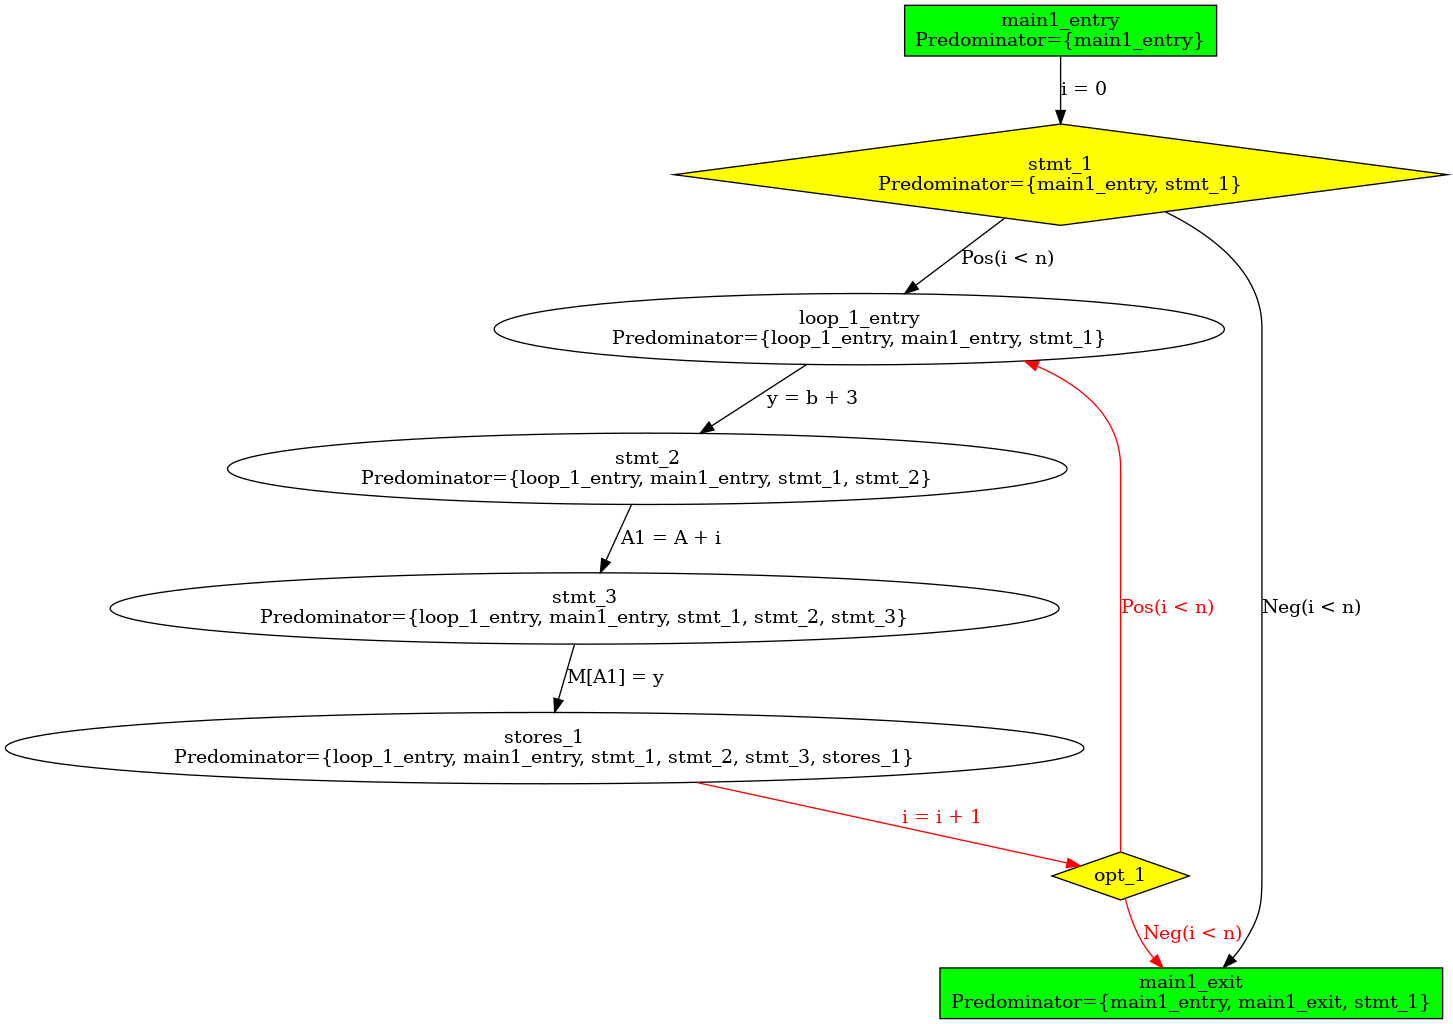 main1_entry
Predominator={main1_entry}
i = 0
stmt_1
Predominator={main1_entry, stmt_1}
Pos(i < n)
loop_1_entry
Predominator={loop_1_entry, main1_entry, stmt_1}
y = b + 3
stmt_2
Predominator={loop_1_entry, main1_entry, stmt_1, stmt_2}
A1 = A + i
stmt_3
Predominator={loop_1_entry, main1_entry, stmt_1, stmt_2, stmt_3}
Pos(i < n)
Neg(i < n)
M[A1] = y
stores_1
Predominator={loop_1_entry, main1_entry, stmt_1, stmt_2, stmt_3, stores_1}
i = i + 1
opt_1
Neg(i < n)
main1_exit
Predominator={main1_entry, main1_exit, stmt_1}